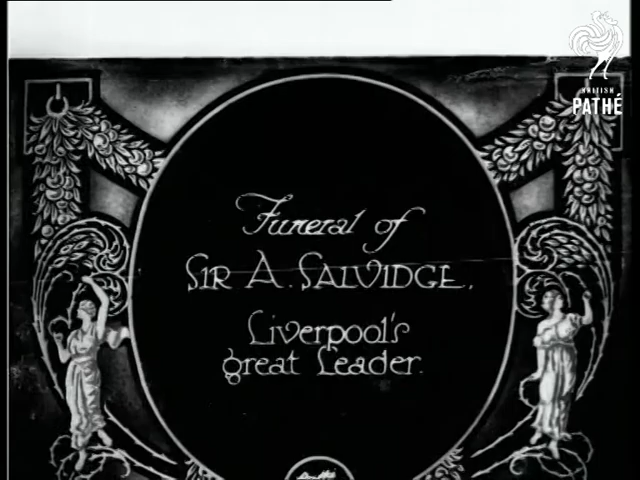 BRITISH
PATHÉ
Funeral of
SIR A. SALVIDGE,
Liverpool's
great Leader.